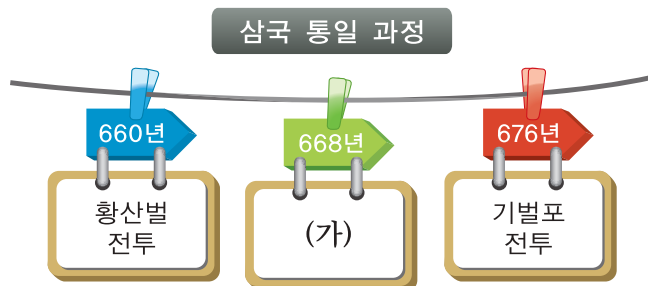 삼국 통일 과정
660년
668년
676년
황산벌
전투
(가)
기벌포
전투